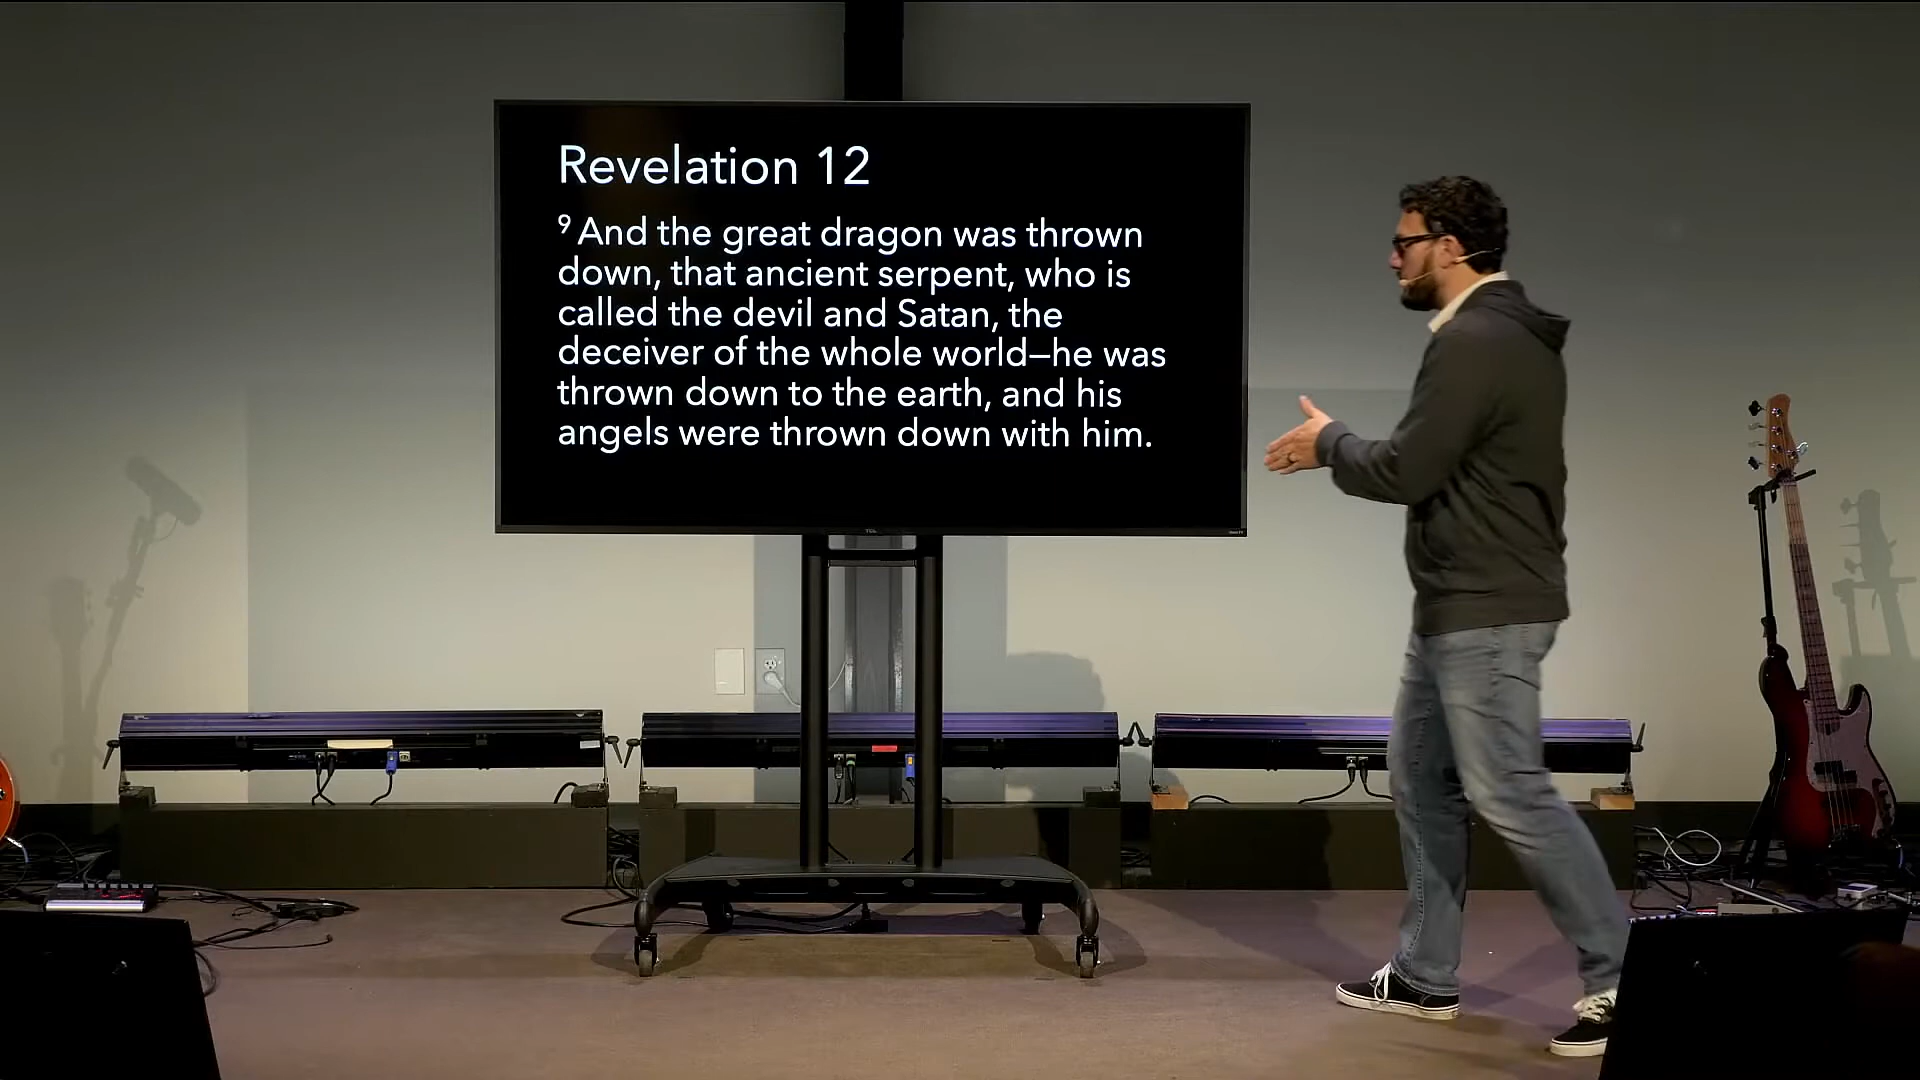 Revelation 12
9 And the great dragon was thrown
down, that ancient serpent, who is
called the devil and Satan, the
deceiver of the whole world—he was
thrown down to the earth, and his
angels were thrown down with him.
TCL